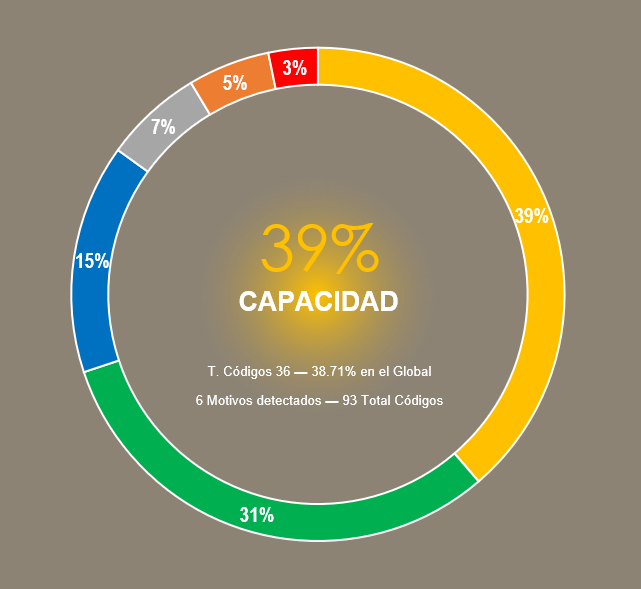 3%
5%
7%
39%
39%
15%
CAPACIDAD
T. Códigos 36 — 38.71% en el Global
6 Motivos detectados — 93 Total Códigos
31%